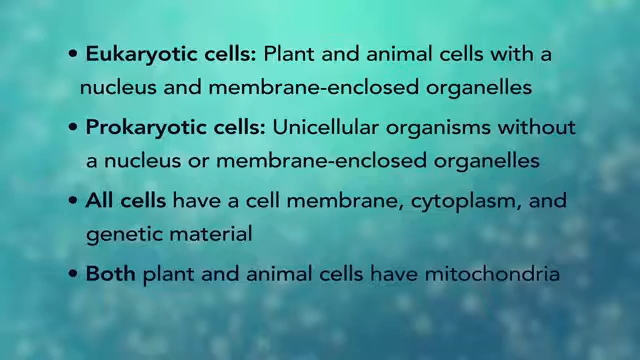 • Eukaryotic cells: Plant and animal cells with a
nucleus and membrane-enclosed organelles
• Prokaryotic cells: Unicellular organisms without
a nucleus or membrane-enclosed organelles
• All cells have a cell membrane, cytoplasm, and
genetic material
• Both plant and animal cells have mitochondria